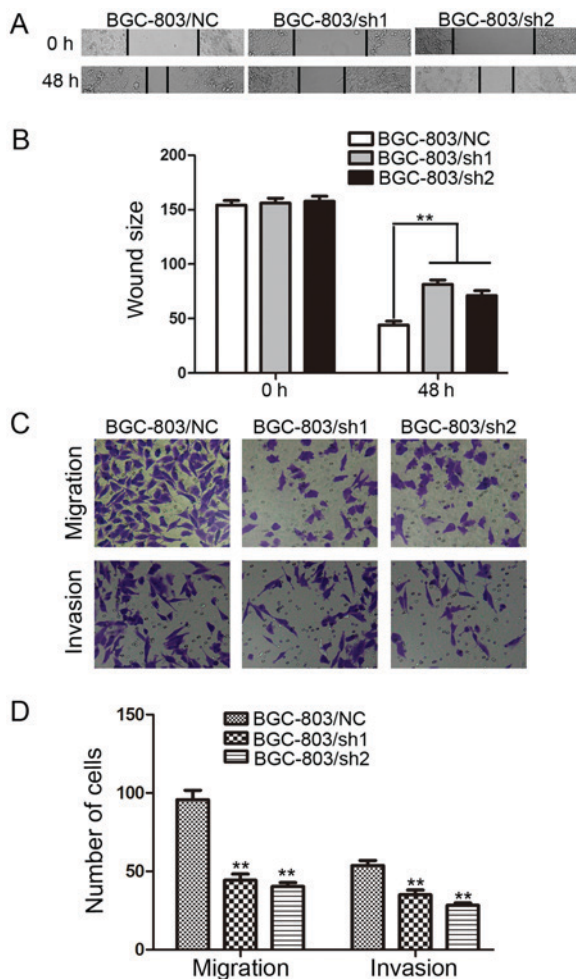 A
BGC-803/NC BGC-803/sh1 BGC-803/sh2
0 h
48 h
B
BGC-803/NC
BGC-803/sh1
BGC-803/sh2
200
150
100
50
0
Wound size
**
0 h 48 h
C
BGC-803/NC BGC-803/sh1 BGC-803/sh2
Migration
Invasion
D
150
100
50
0
Number of cells
BGC-803/NC
BGC-803/sh1
BGC-803/sh2
** ** ** **
Migration Invasion